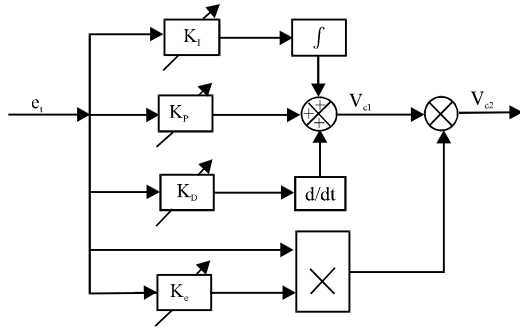 K_I
∫
e_t
K_P
+
+
+
V_c1
V_c2
K_D
d/dt
K_e
×